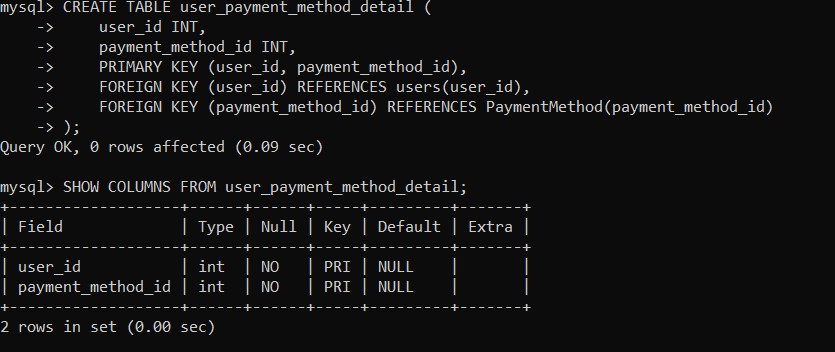 mysql> CREATE TABLE user_payment_method_detail (
    ->     user_id INT,
    ->     payment_method_id INT,
    ->     PRIMARY KEY (user_id, payment_method_id),
    ->     FOREIGN KEY (user_id) REFERENCES users(user_id),
    ->     FOREIGN KEY (payment_method_id) REFERENCES PaymentMethod(payment_method_id)
    -> );
Query OK, 0 rows affected (0.09 sec)
mysql> SHOW COLUMNS FROM user_payment_method_detail;
+-------------------+------+------+-----+---------+-------+
| Field             | Type | Null | Key | Default | Extra |
+-------------------+------+------+-----+---------+-------+
| user_id           | int  | NO   | PRI | NULL    |       |
| payment_method_id | int  | NO   | PRI | NULL    |       |
+-------------------+------+------+-----+---------+-------+
2 rows in set (0.00 sec)